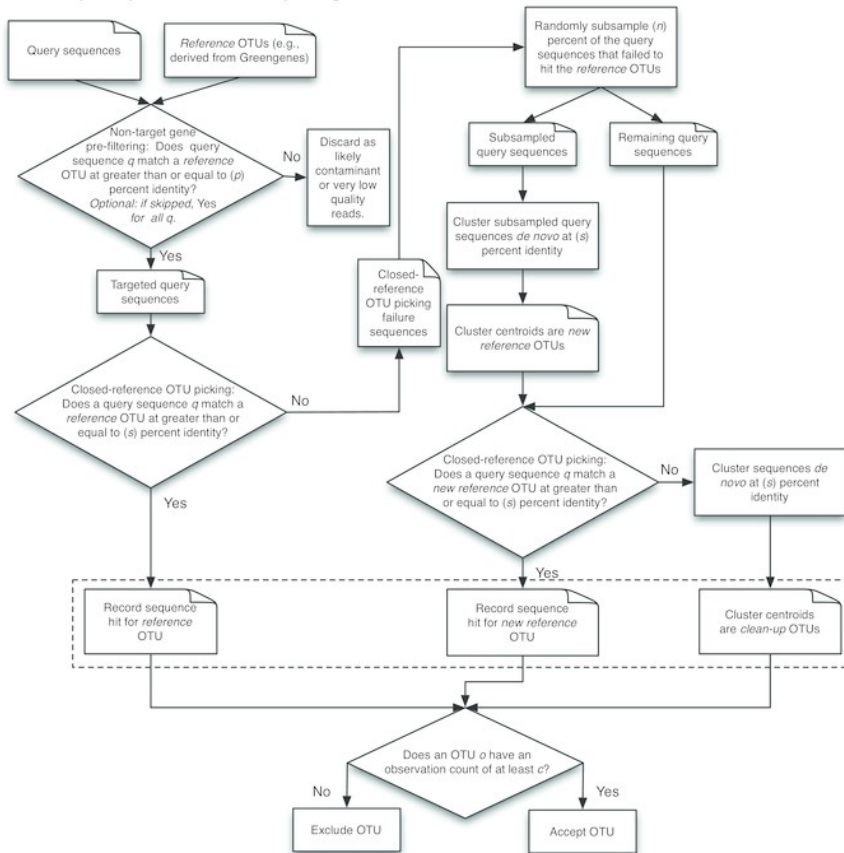 Query sequences
Reference OTUs (e.g.,
derived from Greengenes)
Non-target gene
pre-filtering: Does query
sequence q match a reference
OTU at greater than or equal to (p)
percent identity?
Optional: if skipped, Yes
for all q.
No
Discard as
likely
contaminant
or very low
quality
reads.
Yes
Targeted query
sequences
Closed-reference OTU picking:
Does a query sequence q match a
reference OTU at greater than or
equal to (s) percent identity?
No
Closed-
reference
OTU picking
failure
sequences
Yes
Randomly subsample (n)
percent of the query
sequences that failed to
hit the reference OTUs
Subsampled
query sequences
Remaining query
sequences
Cluster subsampled query
sequences de novo at (s)
percent identity
Cluster centroids are new
reference OTUs
Closed-reference OTU picking:
Does a query sequence q match a
new reference OTU at greater than
or equal to (s) percent identity?
No
Cluster sequences de
novo at (s) percent
identity
Yes
Record sequence
hit for reference
OTU
Record sequence
hit for new reference
OTU
Cluster centroids
are clean-up OTUs
Does an OTU o have an
observation count of at least c?
No
Yes
Exclude OTU
Accept OTU